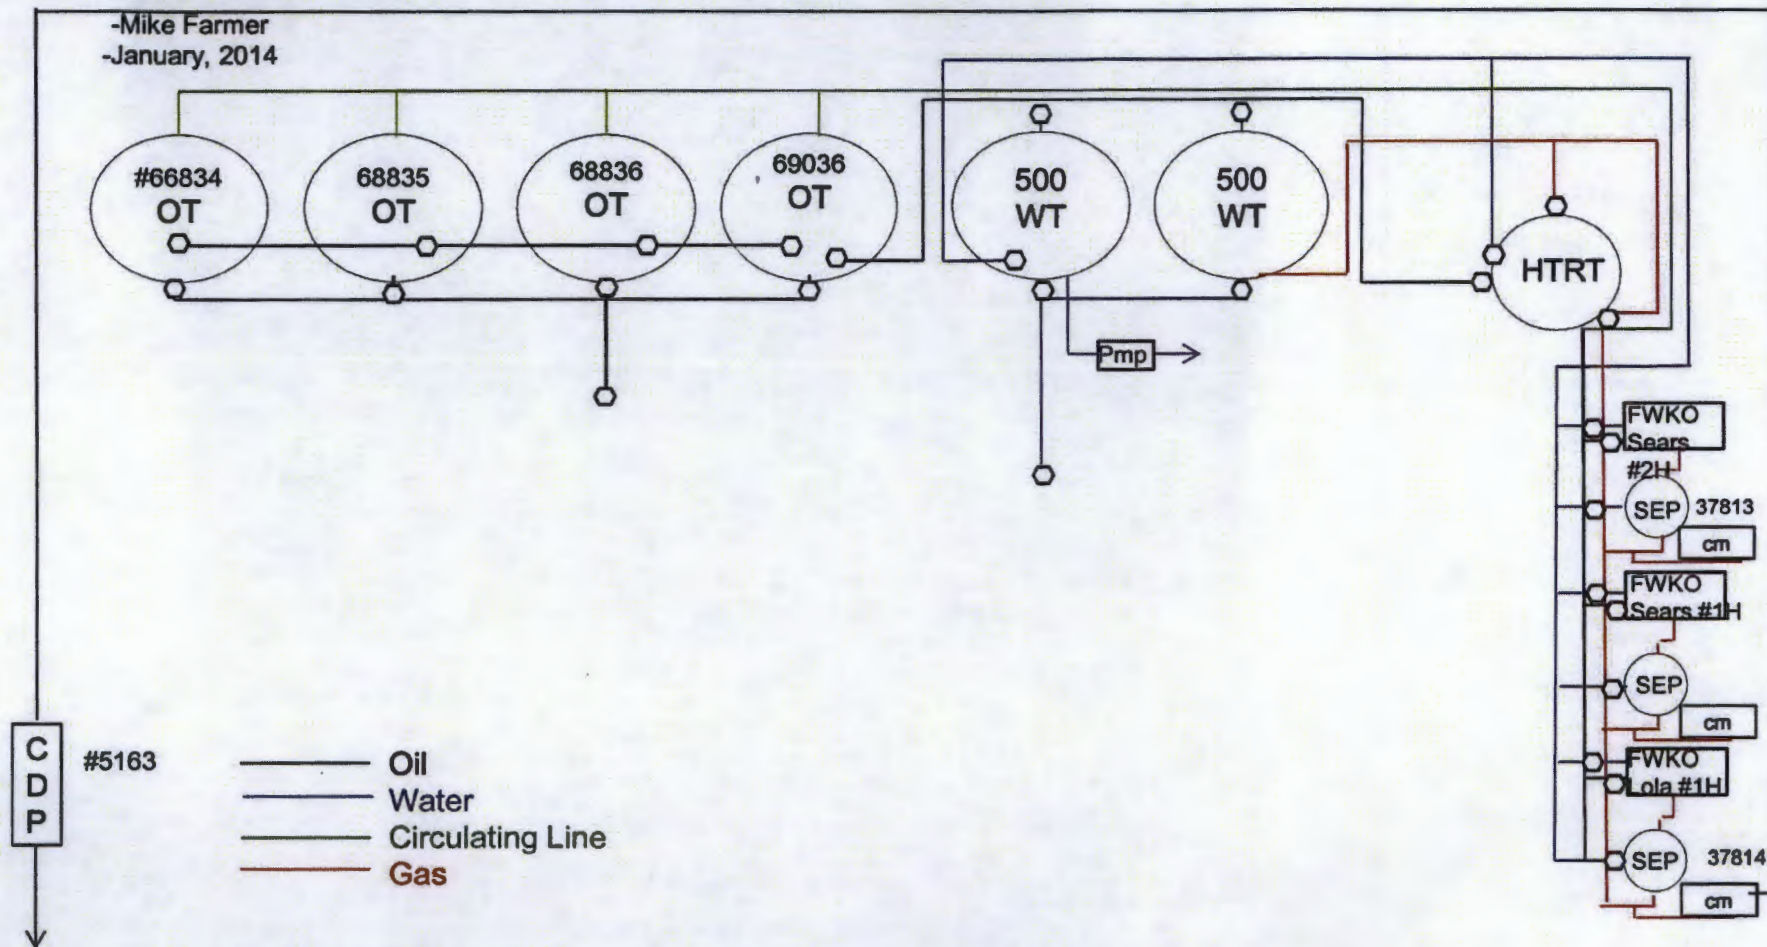 -Mike Farmer
-January, 2014
#66834
OT
68835
OT
68836
OT
69036
OT
500
WT
500
WT
HTRT
Pmp
FWKO
Sears
#2H
SEP
37813
cm
FWKO
Sears #1H
SEP
cm
FWKO
Lola #1H
SEP
37814
cm
C
D
P
#5163
Oil
Water
Circulating Line
Gas